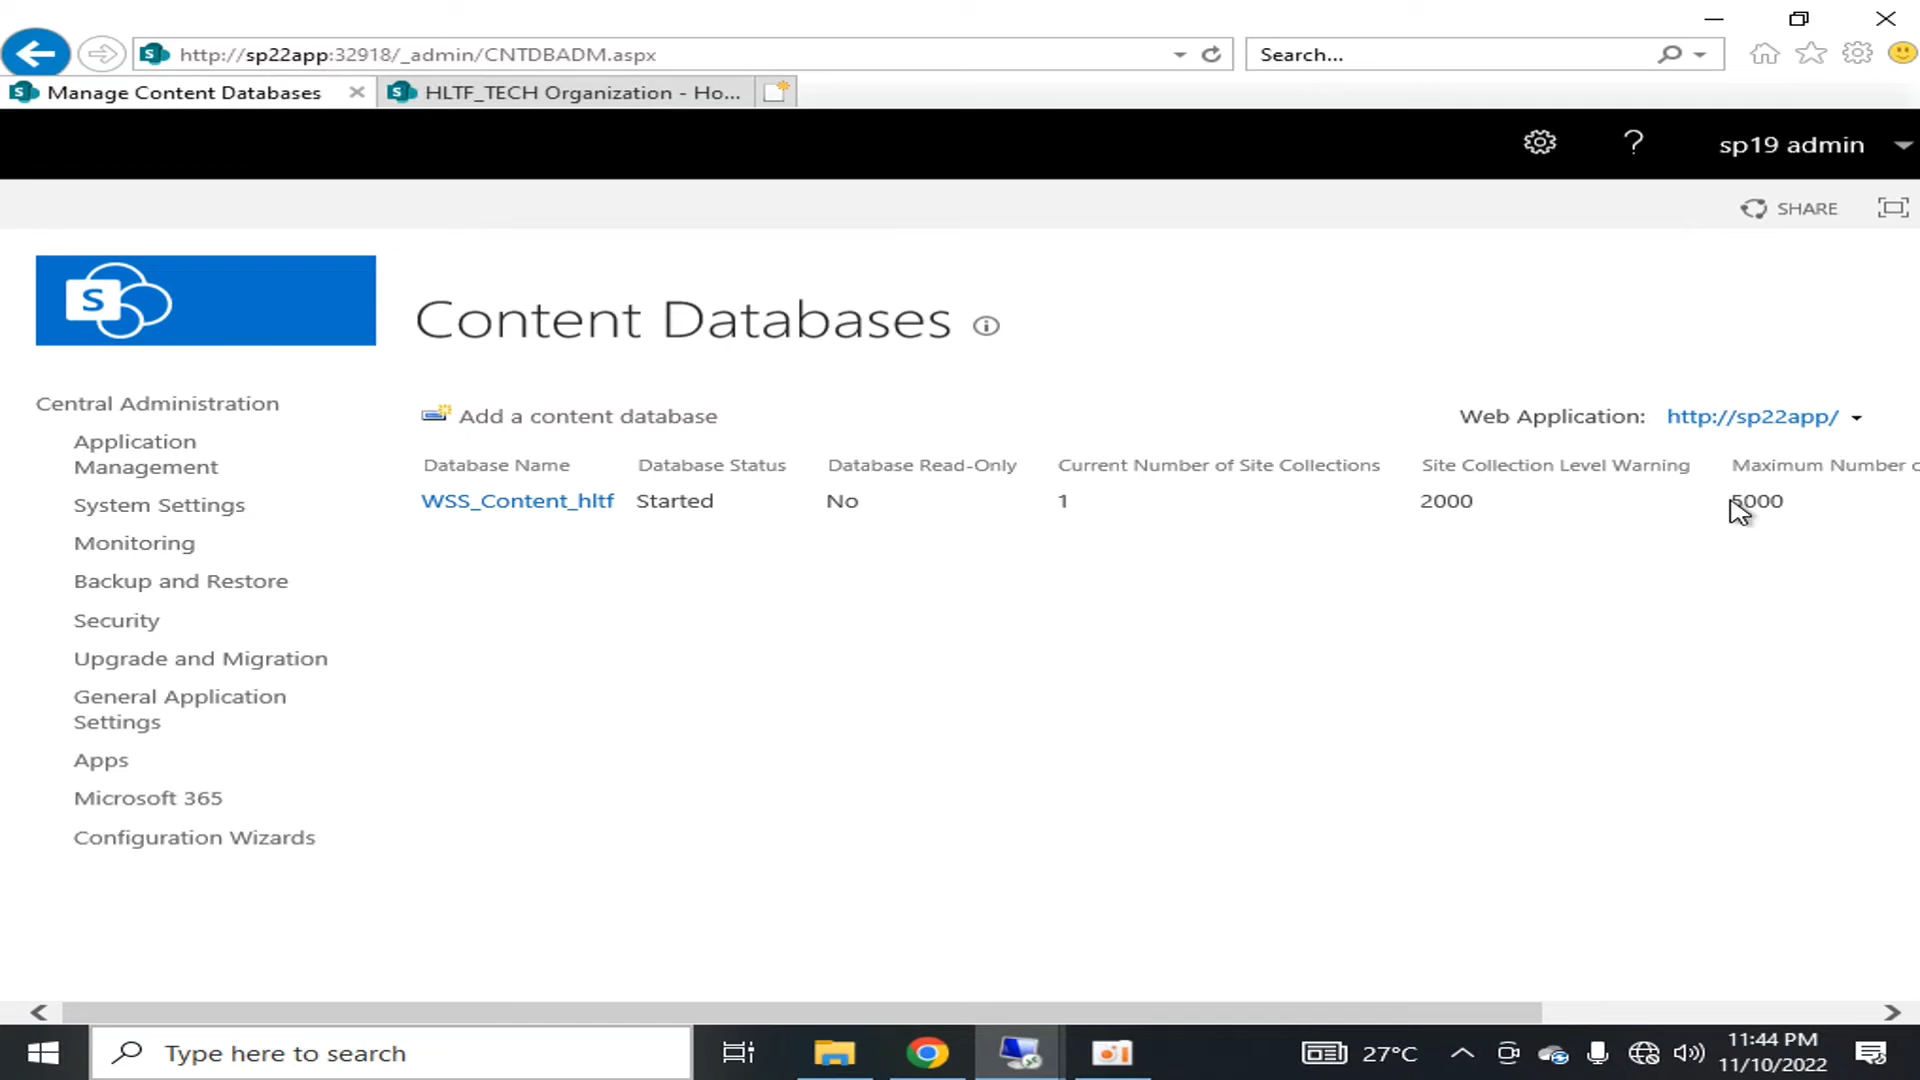 http://sp22app:32918/_admin/CNTDBADM.aspx
Search...
Manage Content Databases
HLTF_TECH Organization - Ho...
sp19 admin
SHARE
S
Content Databases
Central Administration
Application
Management
System Settings
Monitoring
Backup and Restore
Security
Upgrade and Migration
General Application
Settings
Apps
Microsoft 365
Configuration Wizards
Add a content database
Web Application: http://sp22app/
Database Name Database Status Database Read-Only Current Number of Site Collections Site Collection Level Warning Maximum Number
WSS_Content_hltf Started No 1 2000 5000
Type here to search
27°C
11:44 PM
11/10/2022